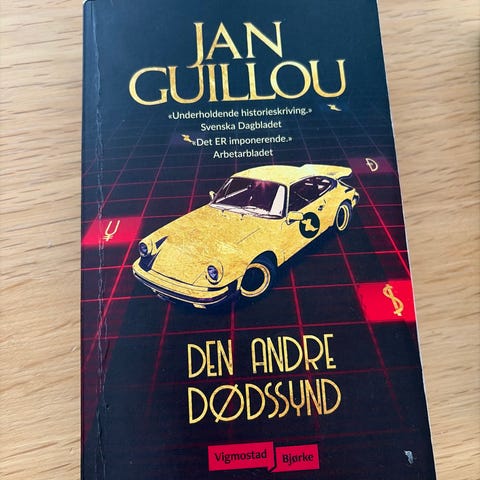 JAN
GUILLOU
«Underholdende historieskriving.»
Svenska Dagbladet
«Det ER imponerende.»
Arbetarbladet
Đ
¥
$
DEN ANDRE
DØDSSYND
Vigmostad Bjørke